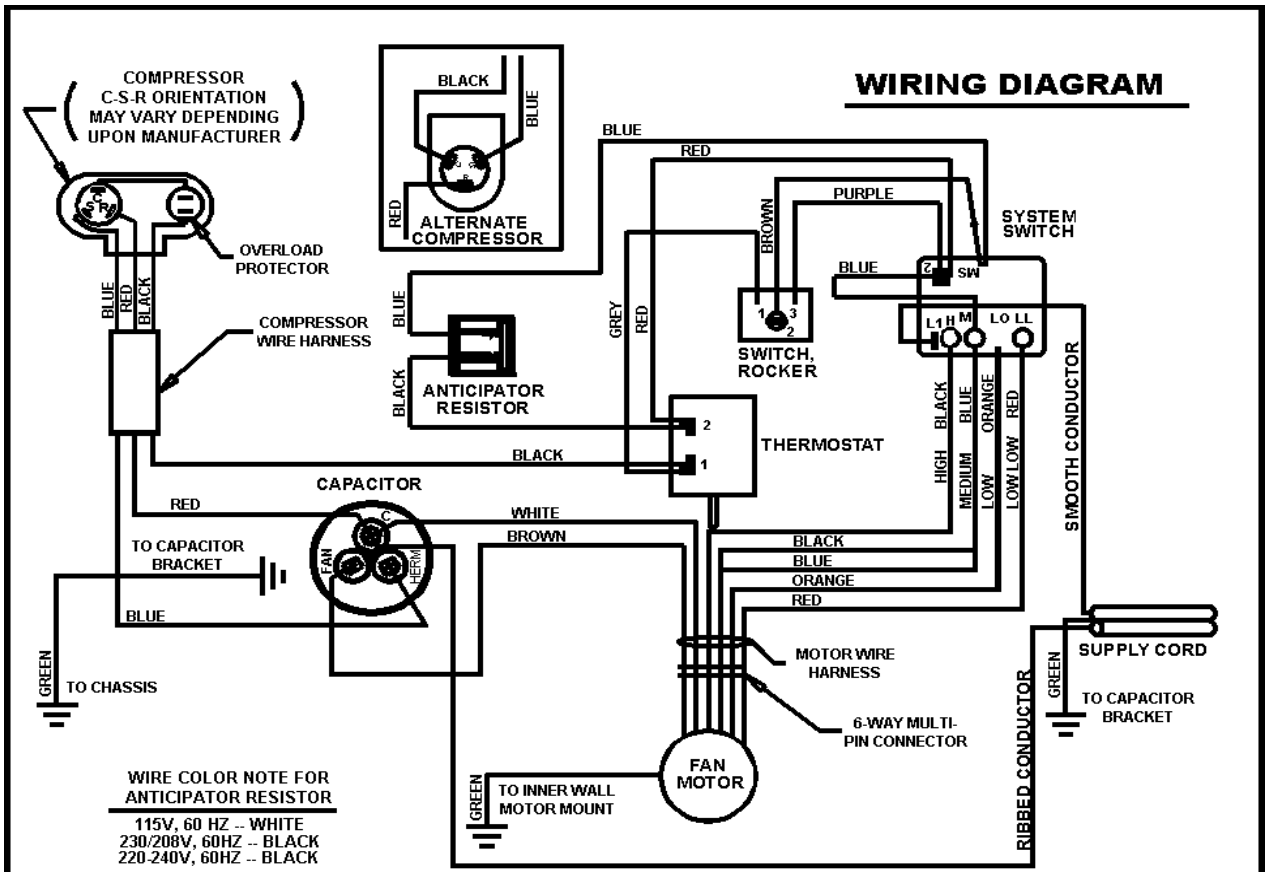 WIRING DIAGRAM
COMPRESSOR
C-S-R ORIENTATION
MAY VARY DEPENDING
UPON MANUFACTURER
S C R
OVERLOAD
PROTECTOR
BLUE
RED
BLACK
COMPRESSOR
WIRE HARNESS
BLACK
BLUE
RED
R
ALTERNATE
COMPRESSOR
BLUE
RED
BROWN
PURPLE
GREY
RED
BLUE
BLACK
ANTICIPATOR
RESISTOR
1 3
2
SWITCH,
ROCKER
SYSTEM
SWITCH
BLUE
2 SW
L1 H M LO LL
2
1
THERMOSTAT
BLACK
HIGH BLACK
MEDIUM BLUE
LOW ORANGE
LOW LOW RED
SMOOTH CONDUCTOR
CAPACITOR
C
FAN
HERM
RED
WHITE
BROWN
BLACK
BLUE
ORANGE
RED
TO CAPACITOR
BRACKET
BLUE
GREEN
TO CHASSIS
MOTOR WIRE
HARNESS
6-WAY MULTI-
PIN CONNECTOR
FAN
MOTOR
GREEN
TO INNER WALL
MOTOR MOUNT
SUPPLY CORD
GREEN
TO CAPACITOR
BRACKET
RIBBED CONDUCTOR
WIRE COLOR NOTE FOR
ANTICIPATOR RESISTOR
115V, 60 HZ -- WHITE
230/208V, 60HZ -- BLACK
220-240V, 60HZ -- BLACK